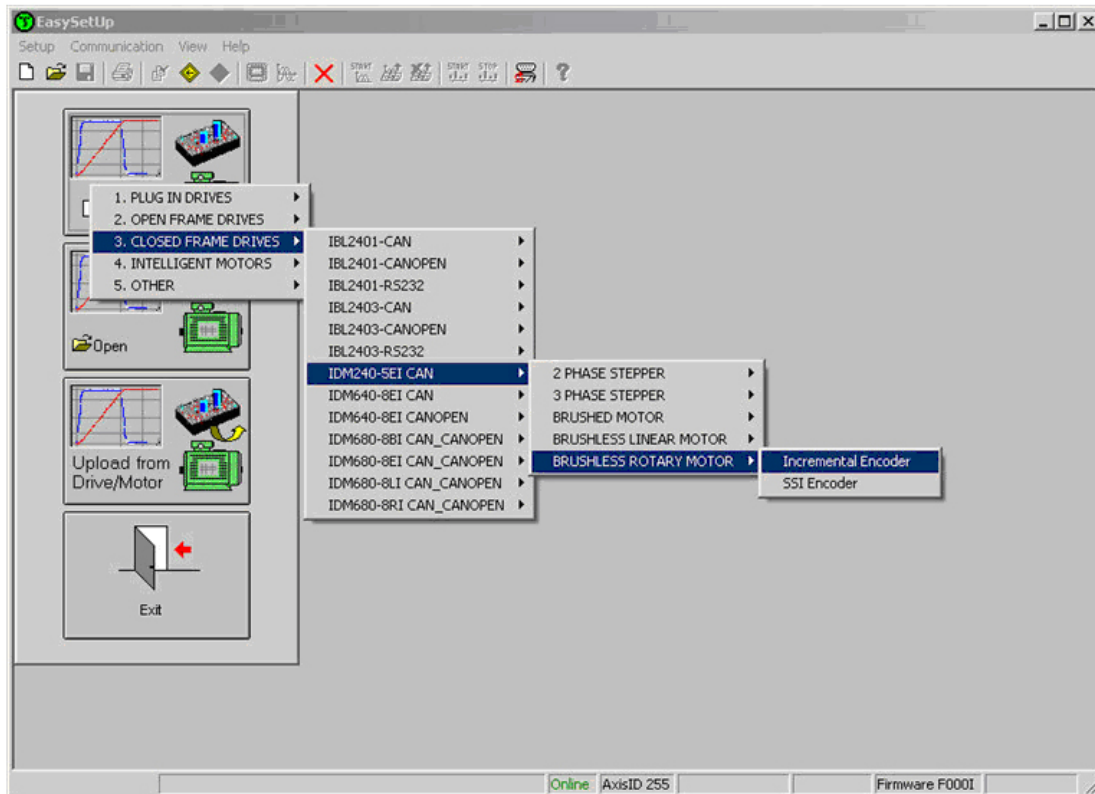 EasySetUp
Setup Communication View Help
START START STOP ?
1. PLUG IN DRIVES
2. OPEN FRAME DRIVES
3. CLOSED FRAME DRIVES
4. INTELLIGENT MOTORS
5. OTHER
IBL2401-CAN
IBL2401-CANOPEN
IBL2401-RS232
IBL2403-CAN
IBL2403-CANOPEN
IBL2403-RS232
IDM240-5EI CAN
IDM640-8EI CAN
IDM640-8EI CANOPEN
IDM680-8BI CAN_CANOPEN
IDM680-8EI CAN_CANOPEN
IDM680-8LI CAN_CANOPEN
IDM680-8RI CAN_CANOPEN
2 PHASE STEPPER
3 PHASE STEPPER
BRUSHED MOTOR
BRUSHLESS LINEAR MOTOR
BRUSHLESS ROTARY MOTOR
Incremental Encoder
SSI Encoder
Open
Upload from
Drive/Motor
Exit
Online AxisID 255 Firmware F000I